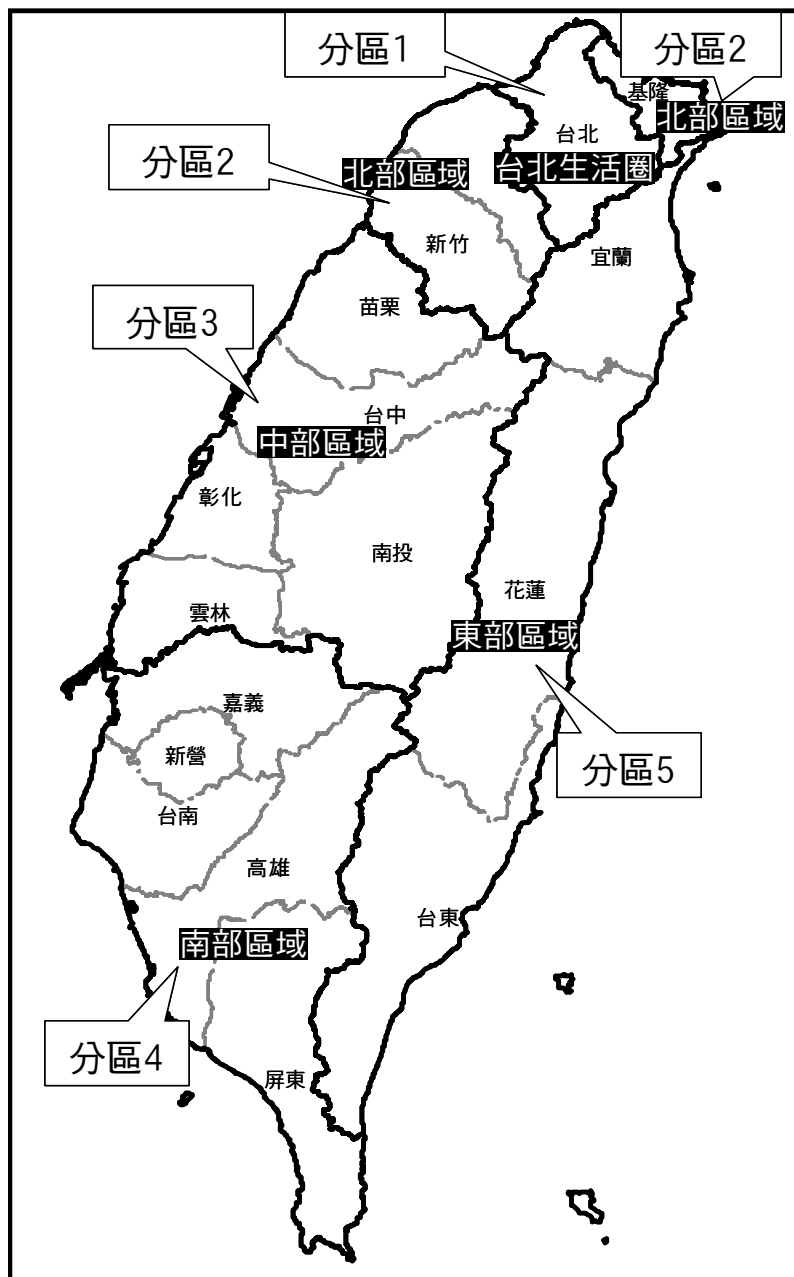 分區1
分區2
基隆
北部區域
台北
台北生活圈
分區2
北部區域
新竹
宜蘭
苗栗
分區3
台中
中部區域
彰化
南投
花蓮
雲林
東部區域
嘉義
新營
分區5
台南
高雄
台東
南部區域
分區4
屏東